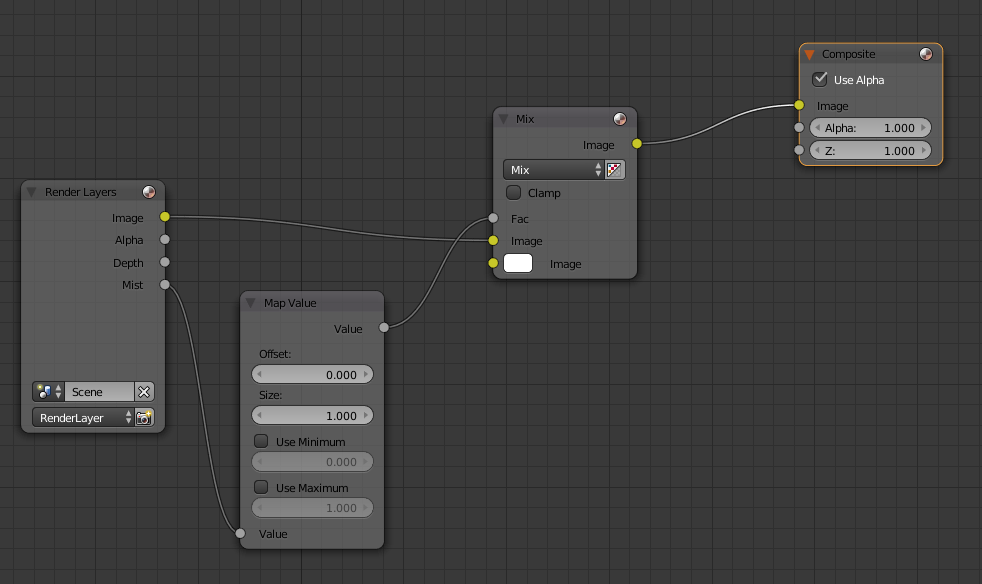 Render Layers
Image
Alpha
Depth
Mist
Scene
RenderLayer
Map Value
Value
Offset:
0.000
Size:
1.000
Use Minimum
0.000
Use Maximum
1.000
Value
Mix
Image
Mix
Clamp
Fac
Image
Image
Composite
Use Alpha
Image
Alpha: 1.000
Z: 1.000